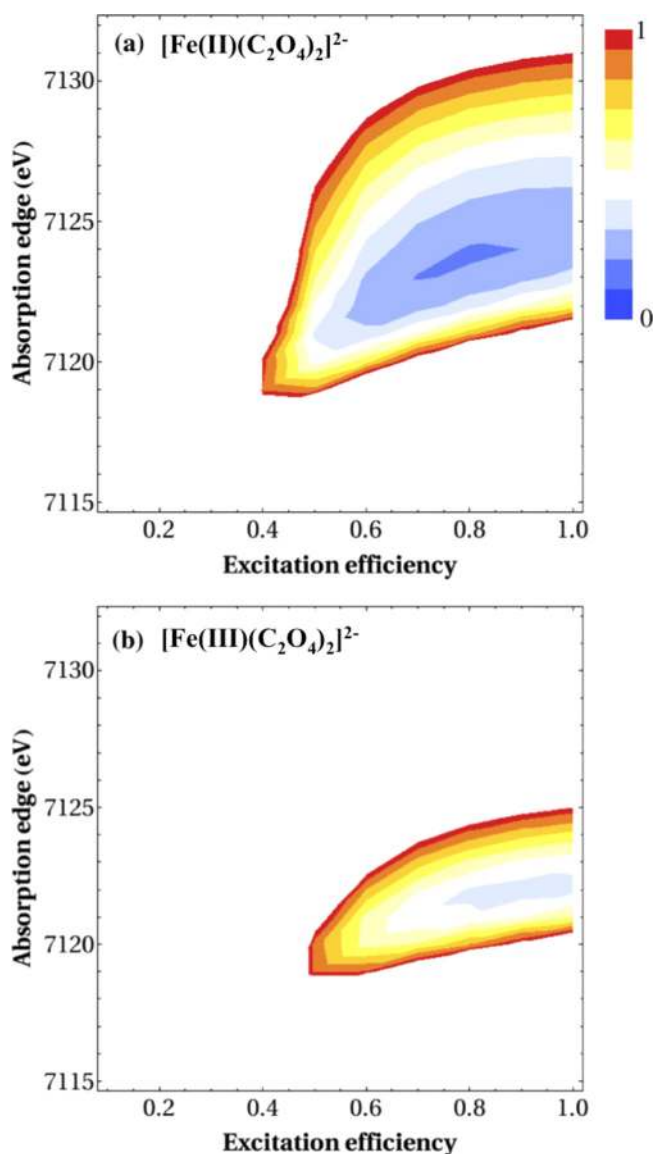 (a) [Fe(II)(C₂O₄)₂]²⁻
1
0
7130
7125
7120
7115
Absorption edge (eV)
0.2 0.4 0.6 0.8 1.0
Excitation efficiency
(b) [Fe(III)(C₂O₄)₂]²⁻
7130
7125
7120
7115
Absorption edge (eV)
0.2 0.4 0.6 0.8 1.0
Excitation efficiency